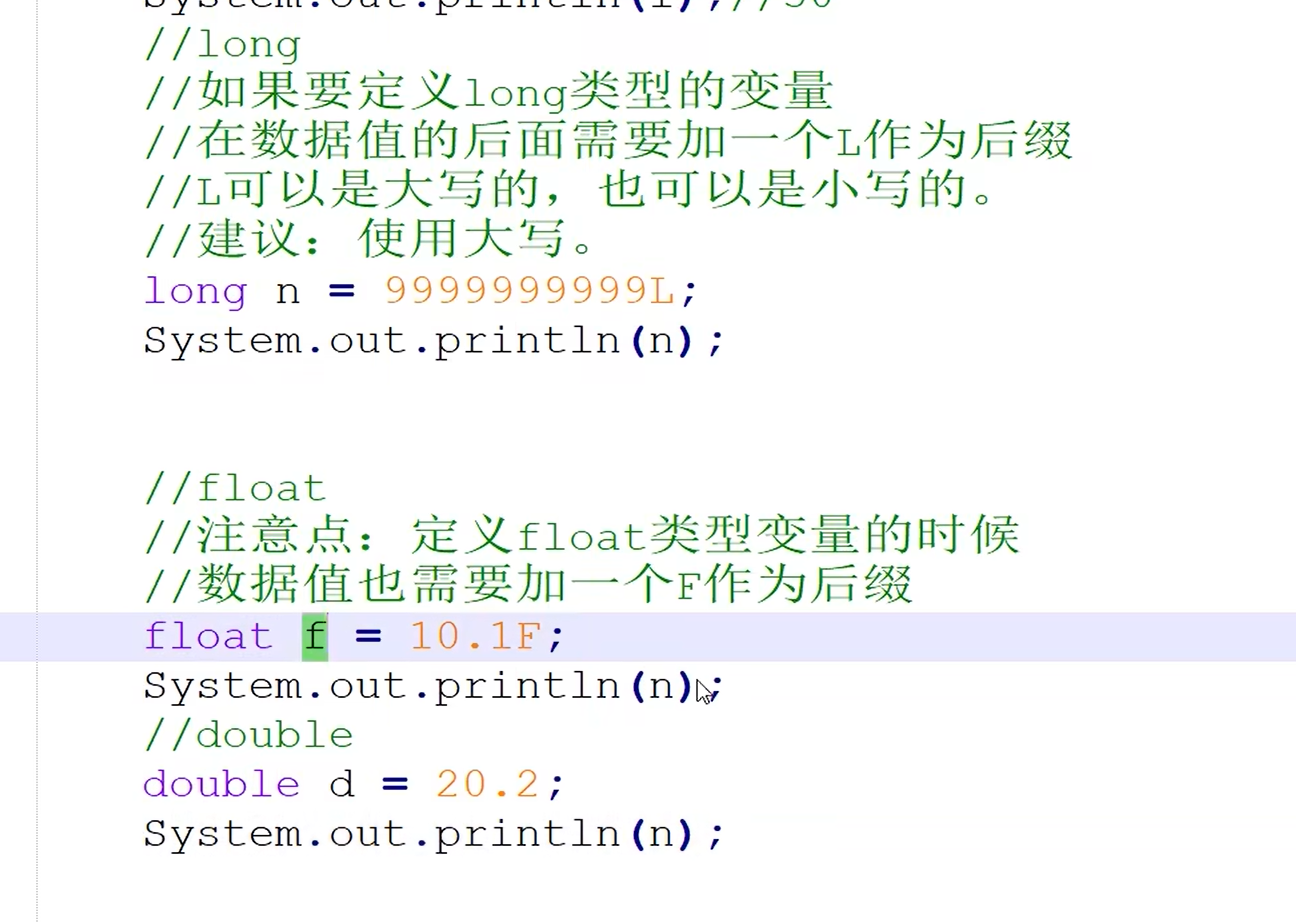 System.out.println(i);//50
//long
//如果要定义long类型的变量
//在数据值的后面需要加一个L作为后缀
//L可以是大写的，也可以是小写的。
//建议：使用大写。
long n = 9999999999L;
System.out.println(n);
//float
//注意点：定义float类型变量的时候
//数据值也需要加一个F作为后缀
float f = 10.1F;
System.out.println(n);
//double
double d = 20.2;
System.out.println(n);